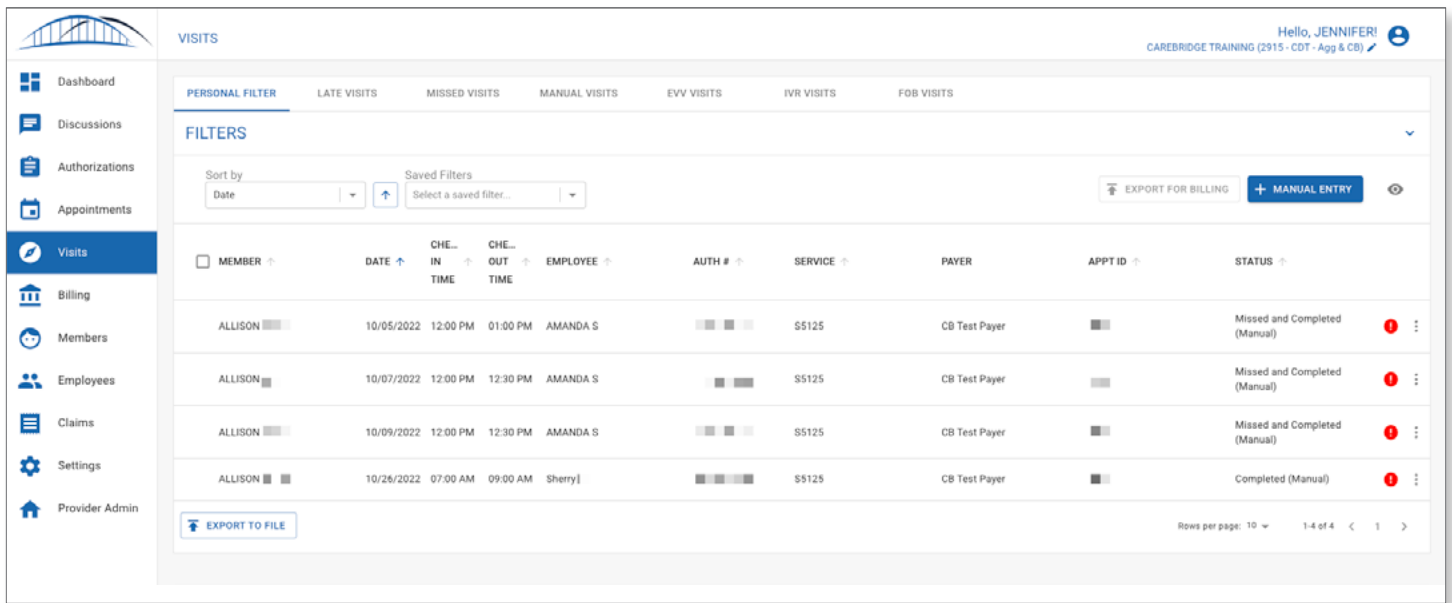 VISITS
Hello, JENNIFER!
CAREBRIDGE TRAINING (2915 - CDT - Agg & CB)
Dashboard
Discussions
Authorizations
Appointments
Visits
Billing
Members
Employees
Claims
Settings
Provider Admin
PERSONAL FILTER LATE VISITS MISSED VISITS MANUAL VISITS EVV VISITS IVR VISITS FOB VISITS
FILTERS
Sort by Saved Filters
Date Select a saved filter... EXPORT FOR BILLING + MANUAL ENTRY
MEMBER DATE CHE... IN TIME CHE... OUT TIME EMPLOYEE AUTH # SERVICE PAYER APPT ID STATUS
ALLISON 10/05/2022 12:00 PM 01:00 PM AMANDA S S5125 CB Test Payer Missed and Completed (Manual)
ALLISON 10/07/2022 12:00 PM 12:30 PM AMANDA S S5125 CB Test Payer Missed and Completed (Manual)
ALLISON 10/09/2022 12:00 PM 12:30 PM AMANDA S S5125 CB Test Payer Missed and Completed (Manual)
ALLISON 10/26/2022 07:00 AM 09:00 AM Sherry S5125 CB Test Payer Completed (Manual)
EXPORT TO FILE Rows per page: 10 1-4 of 4 < 1 >